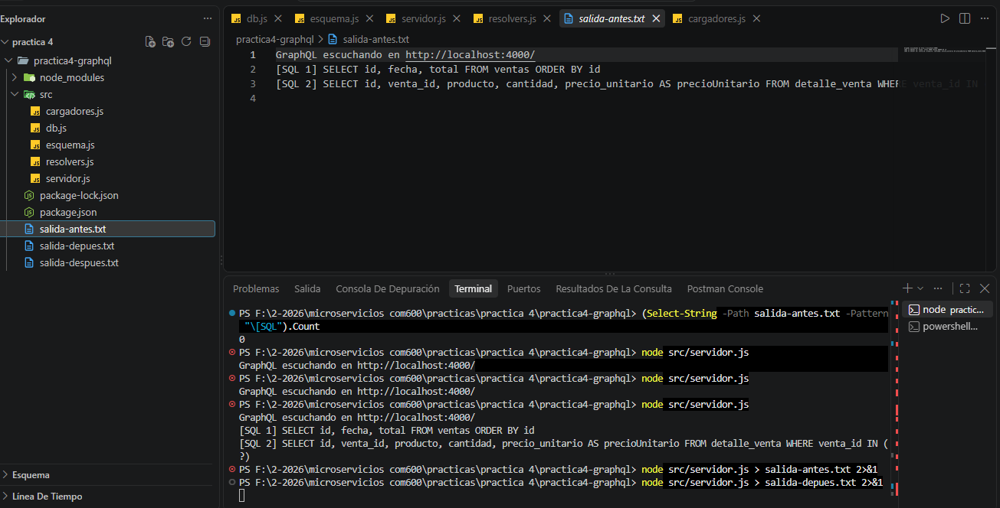 Explorador
practica 4
practica4-graphql
node_modules
src
cargadores.js
db.js
esquema.js
resolvers.js
servidor.js
package-lock.json
package.json
salida-antes.txt
salida-depues.txt
salida-despues.txt
Esquema
Línea De Tiempo
db.js esquema.js servidor.js resolvers.js salida-antes.txt cargadores.js
practica4-graphql > salida-antes.txt
1 GraphQL escuchando en http://localhost:4000/
2 [SQL 1] SELECT id, fecha, total FROM ventas ORDER BY id
3 [SQL 2] SELECT id, venta_id, producto, cantidad, precio_unitario AS precioUnitario FROM detalle_venta WHERE venta_id IN
4
Problemas Salida Consola De Depuración Terminal Puertos Resultados De La Consulta Postman Console
PS F:\2-2026\microservicios com600\practicas\practica 4\practica4-graphql> (Select-String -Path salida-antes.txt -Pattern
"\[SQL").Count
0
PS F:\2-2026\microservicios com600\practicas\practica 4\practica4-graphql> node src/servidor.js
GraphQL escuchando en http://localhost:4000/
PS F:\2-2026\microservicios com600\practicas\practica 4\practica4-graphql> node src/servidor.js
GraphQL escuchando en http://localhost:4000/
PS F:\2-2026\microservicios com600\practicas\practica 4\practica4-graphql> node src/servidor.js
GraphQL escuchando en http://localhost:4000/
[SQL 1] SELECT id, fecha, total FROM ventas ORDER BY id
[SQL 2] SELECT id, venta_id, producto, cantidad, precio_unitario AS precioUnitario FROM detalle_venta WHERE venta_id IN (
?)
PS F:\2-2026\microservicios com600\practicas\practica 4\practica4-graphql> node src/servidor.js > salida-antes.txt 2>&1
PS F:\2-2026\microservicios com600\practicas\practica 4\practica4-graphql> node src/servidor.js > salida-depues.txt 2>&1
node practic...
powershell...